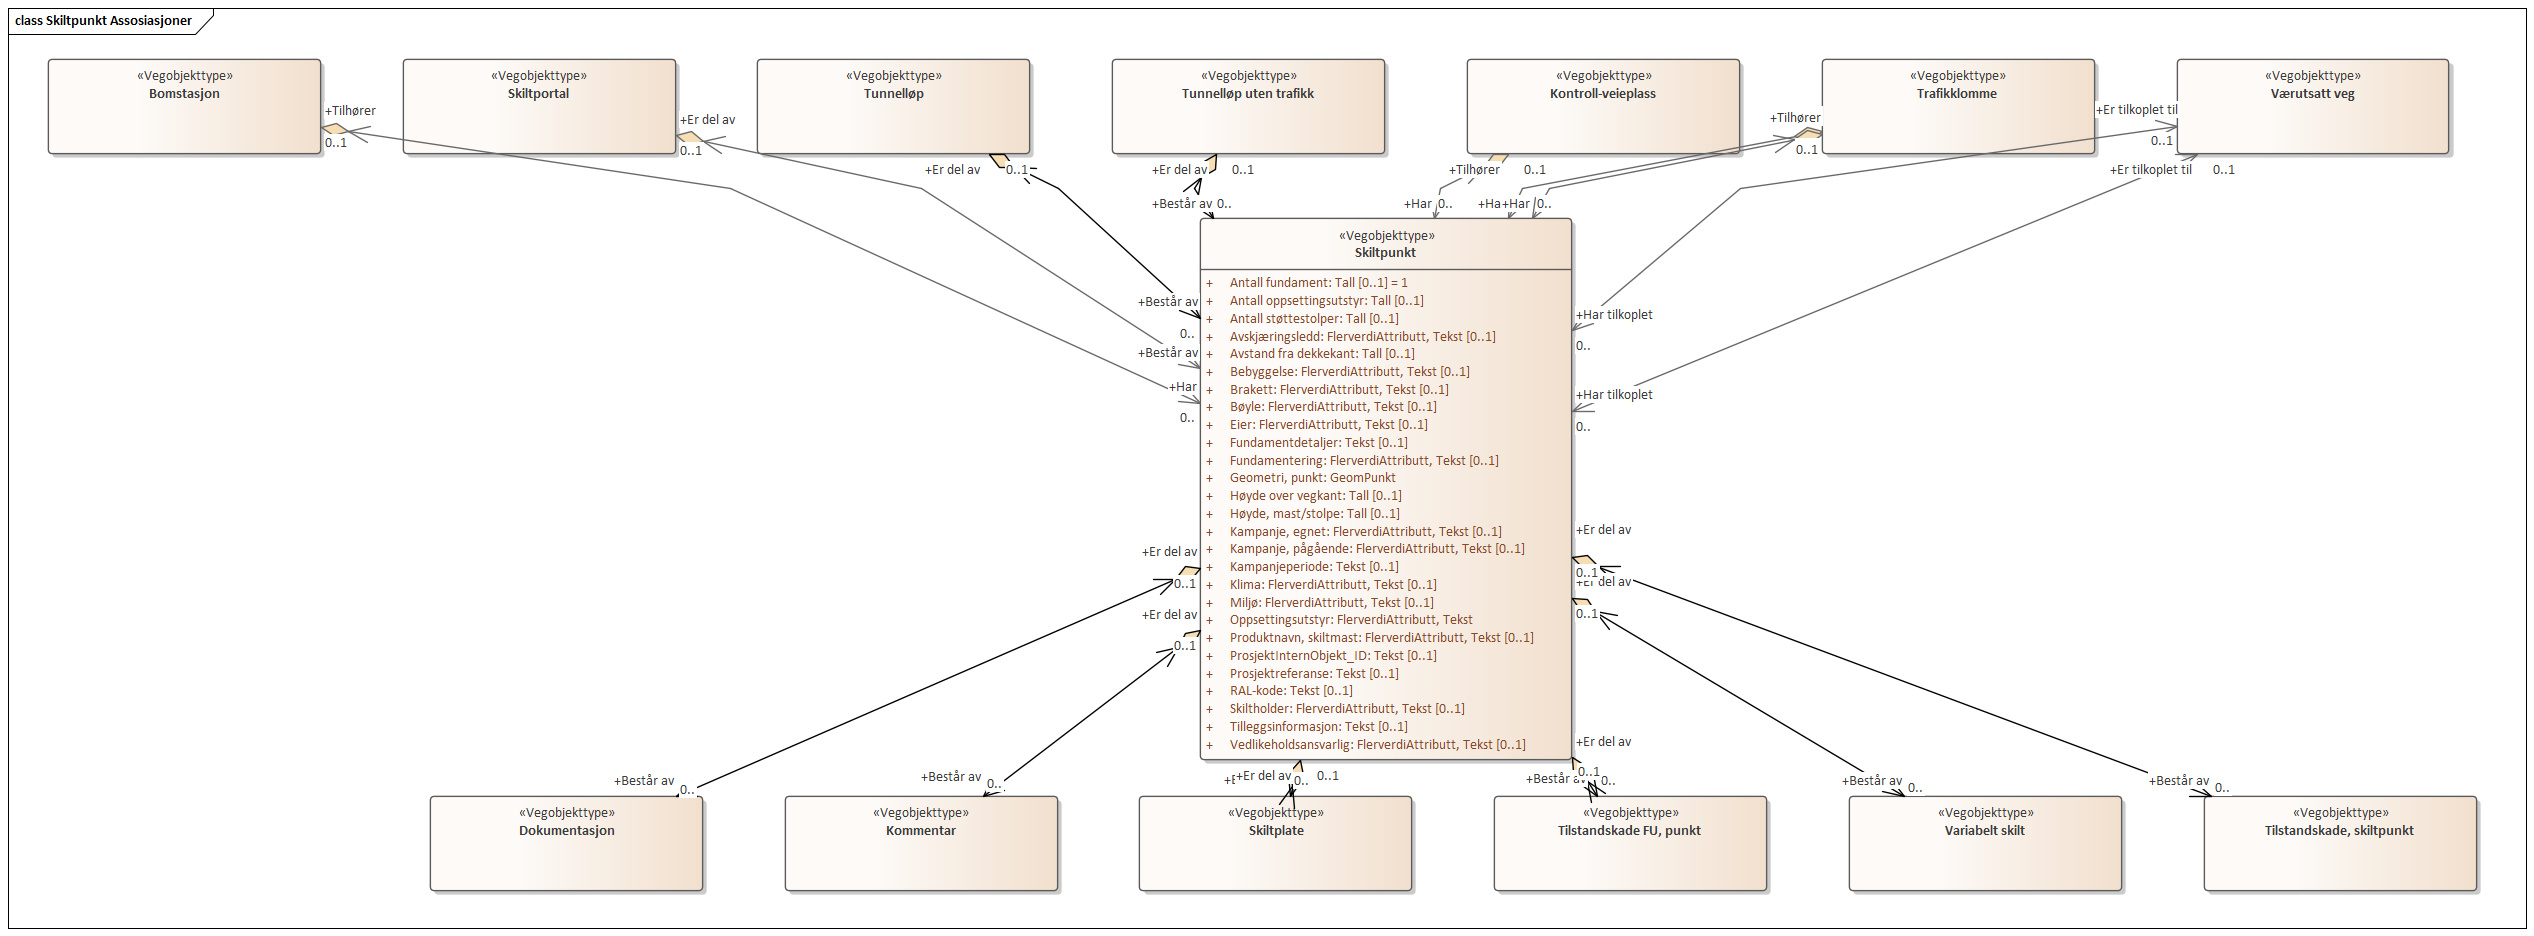 class Skiltpunkt Assosiasjoner
«Vegobjekttype»
Bomstasjon
«Vegobjekttype»
Skiltportal
«Vegobjekttype»
Tunnelløp
«Vegobjekttype»
Tunnelløp uten trafikk
«Vegobjekttype»
Kontroll-veieplass
«Vegobjekttype»
Trafikklomme
«Vegobjekttype»
Værutsatt veg
+Tilhører
0..1
+Er del av
0..1
+Er del av
0..1
+Er del av
0..1
+Tilhører
0..1
+Tilhører
0..1
+Er tilkoplet til
0..1
+Er tilkoplet til
0..1
+Består av
0..
+Har
0..
+Ha
+Har
0..
«Vegobjekttype»
Skiltpunkt
+ Antall fundament: Tall [0..1] = 1
+ Antall oppsettingsutstyr: Tall [0..1]
+ Antall støttestolper: Tall [0..1]
+ Avskjæringsledd: FlerverdiAttributt, Tekst [0..1]
+ Avstand fra dekkekant: Tall [0..1]
+ Bebyggelse: FlerverdiAttributt, Tekst [0..1]
+ Brakett: FlerverdiAttributt, Tekst [0..1]
+ Bøyle: FlerverdiAttributt, Tekst [0..1]
+ Eier: FlerverdiAttributt, Tekst [0..1]
+ Fundamentdetaljer: Tekst [0..1]
+ Fundamentering: FlerverdiAttributt, Tekst [0..1]
+ Geometri, punkt: GeomPunkt
+ Høyde over vegkant: Tall [0..1]
+ Høyde, mast/stolpe: Tall [0..1]
+ Kampanje, egnet: FlerverdiAttributt, Tekst [0..1]
+ Kampanje, pågående: FlerverdiAttributt, Tekst [0..1]
+ Kampanjeperiode: Tekst [0..1]
+ Klima: FlerverdiAttributt, Tekst [0..1]
+ Miljø: FlerverdiAttributt, Tekst [0..1]
+ Oppsettingsutstyr: FlerverdiAttributt, Tekst
+ Produktnavn, skiltmast: FlerverdiAttributt, Tekst [0..1]
+ ProsjektInternObjekt_ID: Tekst [0..1]
+ Prosjektreferanse: Tekst [0..1]
+ RAL-kode: Tekst [0..1]
+ Skiltholder: FlerverdiAttributt, Tekst [0..1]
+ Tilleggsinformasjon: Tekst [0..1]
+ Vedlikeholdsansvarlig: FlerverdiAttributt, Tekst [0..1]
+Består av
0..
+Består av
+Har
0..
+Har tilkoplet
0..
+Har tilkoplet
0..
+Er del av
0..1
+Er del av
0..1
+Er del av
0..1
+Er del av
0..1
+Er del av
0..1
+Er del av
0..1
+Består av
0..
+Består av
0..
0..
+Består av
0..
+Består av
0..
+Består av
0..
«Vegobjekttype»
Dokumentasjon
«Vegobjekttype»
Kommentar
«Vegobjekttype»
Skiltplate
«Vegobjekttype»
Tilstandskade FU, punkt
«Vegobjekttype»
Variabelt skilt
«Vegobjekttype»
Tilstandskade, skiltpunkt